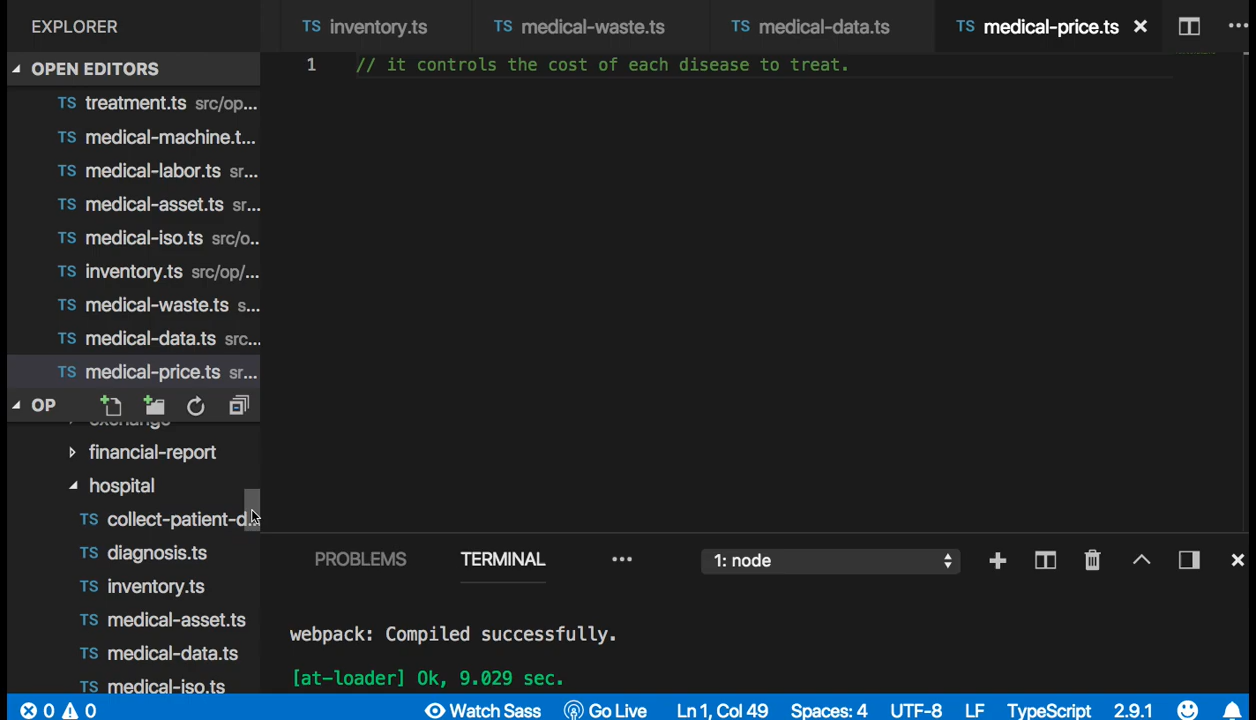 EXPLORER
TS inventory.ts TS medical-waste.ts TS medical-data.ts TS medical-price.ts
OPEN EDITORS
TS treatment.ts src/op...
TS medical-machine.t...
TS medical-labor.ts sr...
TS medical-asset.ts sr...
TS medical-iso.ts src/o...
TS inventory.ts src/op/...
TS medical-waste.ts s...
TS medical-data.ts src...
TS medical-price.ts sr...
OP
exchange
financial-report
hospital
TS collect-patient-d...
TS diagnosis.ts
TS inventory.ts
TS medical-asset.ts
TS medical-data.ts
TS medical-iso.ts
1 // it controls the cost of each disease to treat.
PROBLEMS TERMINAL ... 1: node
webpack: Compiled successfully.
[at-loader] Ok, 9.029 sec.
0 0 Watch Sass Go Live Ln 1, Col 49 Spaces: 4 UTF-8 LF TypeScript 2.9.1